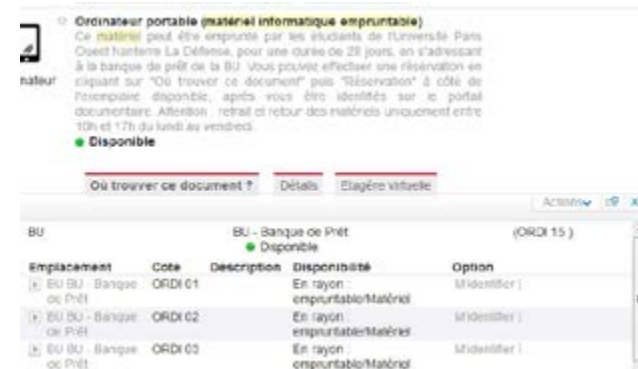 Ordinateur portable (matériel informatique empruntable)
Ce matériel peut être emprunté par les étudiants de l'Université Paris
Ouest Nanterre La Défense, pour une durée de 28 jours, en s'adressant
à la banque de prêt de la BU. Vous pouvez effectuer une réservation en
cliquant sur "Où trouver ce document" puis "Réservation" à côté de
l'exemplaire disponible, après vous être identifiés sur le portail
documentaire. Attention : retrait et retour des matériels uniquement entre
10h et 17h du lundi au vendredi.
nateur
Disponible
Où trouver ce document ? Détails Etagère virtuelle
Actions
BU BU - Banque de Prêt (ORDI 15 )
Disponible
Emplacement Cote Description Disponibilité Option
BU BU - Banque de Prêt ORDI 01 En rayon : empruntable/Matériel M'identifier
BU BU - Banque de Prêt ORDI 02 En rayon : empruntable/Matériel M'identifier
BU BU - Banque de Prêt ORDI 03 En rayon : empruntable/Matériel M'identifier